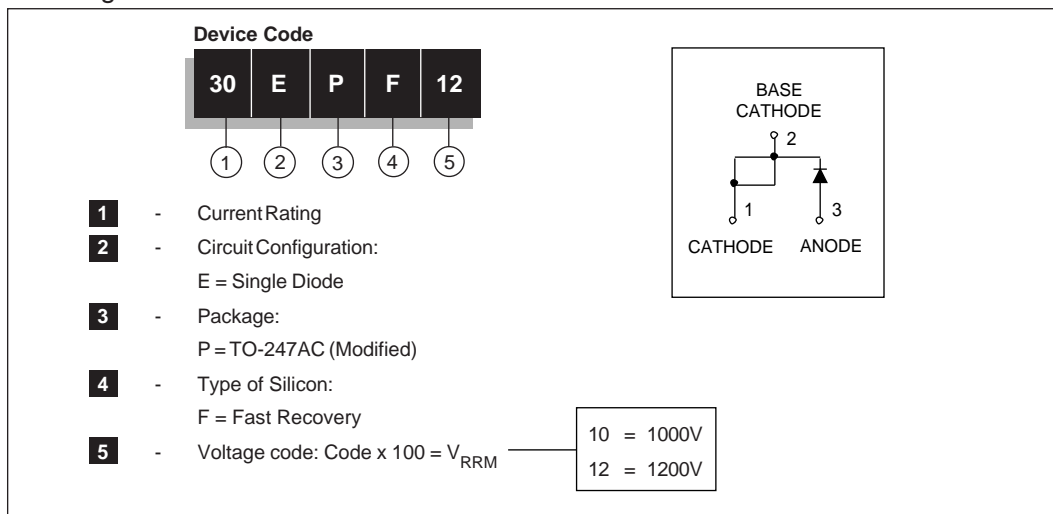 Device Code
30 E P F 12
1 2 3 4 5
1 - Current Rating
2 - Circuit Configuration:
E = Single Diode
3 - Package:
P = TO-247AC (Modified)
4 - Type of Silicon:
F = Fast Recovery
5 - Voltage code: Code x 100 = VRRM
10 = 1000V
12 = 1200V
BASE
CATHODE
2
1 3
CATHODE ANODE